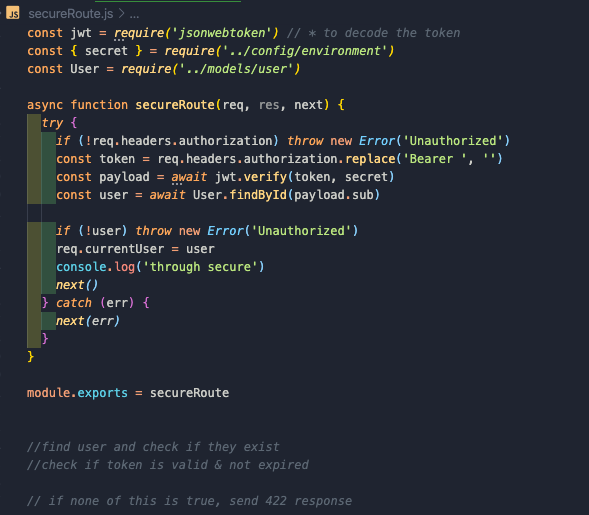 JS secureRoute.js > ...
const jwt = require('jsonwebtoken') // * to decode the token
const { secret } = require('../config/environment')
const User = require('../models/user')
async function secureRoute(req, res, next) {
try {
if (!req.headers.authorization) throw new Error('Unauthorized')
const token = req.headers.authorization.replace('Bearer ', '')
const payload = await jwt.verify(token, secret)
const user = await User.findById(payload.sub)
if (!user) throw new Error('Unauthorized')
req.currentUser = user
console.log('through secure')
next()
} catch (err) {
next(err)
}
}
module.exports = secureRoute
//find user and check if they exist
//check if token is valid & not expired
// if none of this is true, send 422 response